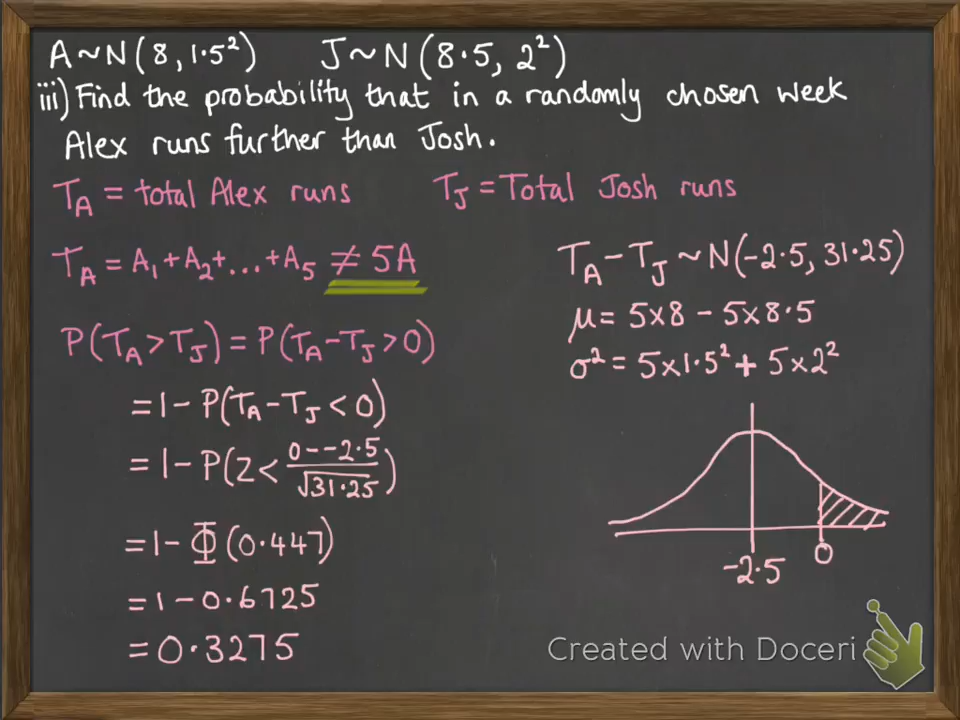 A ~ N(8, 1·5²) J ~ N(8·5, 2²)
iii) Find the probability that in a randomly chosen week
Alex runs further than Josh.
T_A = total Alex runs T_J = Total Josh runs
T_A = A₁ + A₂ + ... + A₅ ≠ 5A
P(T_A > T_J) = P(T_A - T_J > 0)
= 1 - P(T_A - T_J < 0)
= 1 - P(Z < (0 - -2·5)/√31·25)
= 1 - Φ(0·447)
= 1 - 0·6725
= 0·3275
T_A - T_J ~ N(-2·5, 31·25)
μ = 5×8 - 5×8·5
σ² = 5×1·5² + 5×2²
-2·5 0
Created with Doceri